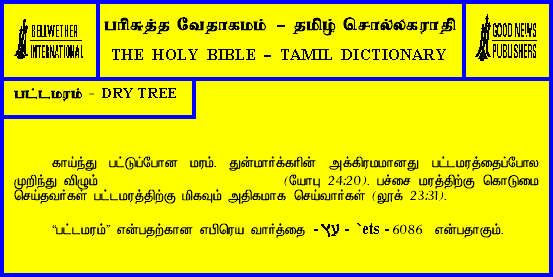 BELLWETHER
INTERNATIONAL
பரிசுத்த வேதாகமம் – தமிழ் சொல்லகராதி
THE HOLY BIBLE – TAMIL DICTIONARY
GOOD NEWS
PUBLISHERS
பட்டமரம் - DRY TREE
காய்ந்து பட்டுப்போன மரம். துன்மார்க்கரின் அக்கிரமமானது பட்டமரத்தைப்போல
முறிந்து விழும் (யோபு 24:20). பச்சை மரத்திற்கு கொடுமை
செய்தவர்கள் பட்டமரத்திற்கு மிகவும் அதிகமாக செய்வார்கள் (லூக் 23:31).
“பட்டமரம்” என்பதற்கான எபிரெய வார்த்தை - עץ - `ets - 6086 என்பதாகும்.